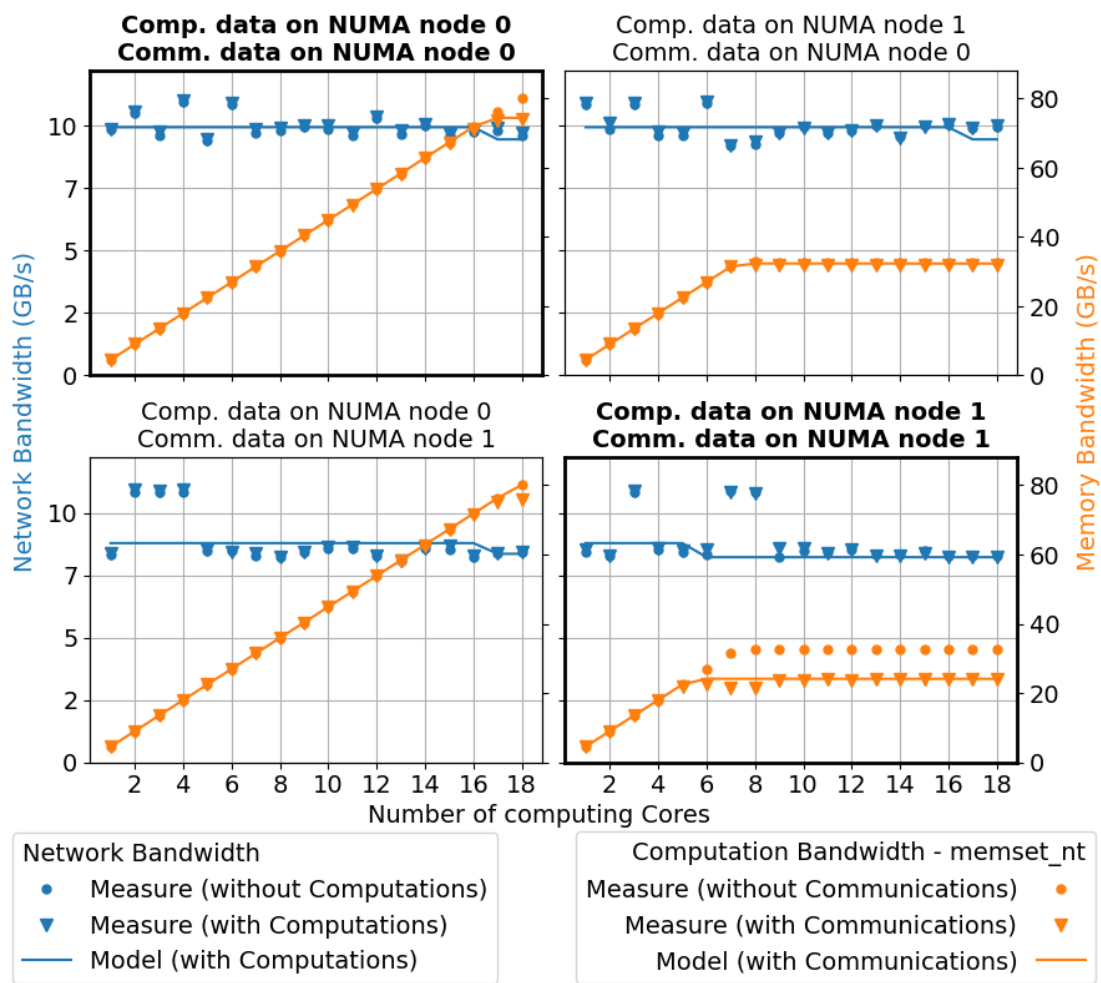 Comp. data on NUMA node 0
Comm. data on NUMA node 0
Comp. data on NUMA node 1
Comm. data on NUMA node 0
10
7
5
2
0
80
60
40
20
0
Network Bandwidth (GB/s)
Memory Bandwidth (GB/s)
Comp. data on NUMA node 0
Comm. data on NUMA node 1
Comp. data on NUMA node 1
Comm. data on NUMA node 1
10
7
5
2
0
80
60
40
20
0
2 4 6 8 10 12 14 16 18
2 4 6 8 10 12 14 16 18
Number of computing Cores
Network Bandwidth
Measure (without Computations)
Measure (with Computations)
Model (with Computations)
Computation Bandwidth - memset_nt
Measure (without Communications)
Measure (with Communications)
Model (with Communications)